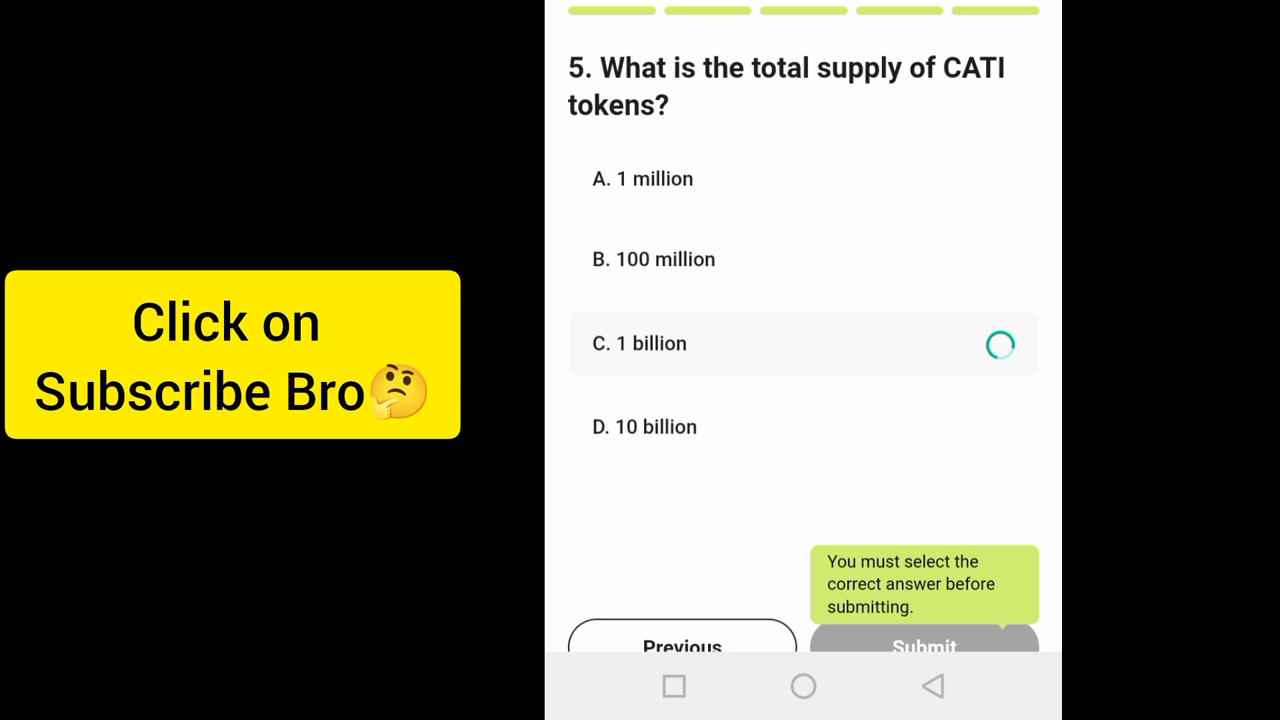 Click on
Subscribe Bro🤔
5. What is the total supply of CATI
tokens?
A. 1 million
B. 100 million
C. 1 billion
D. 10 billion
You must select the
correct answer before
submitting.
Previous
Submit